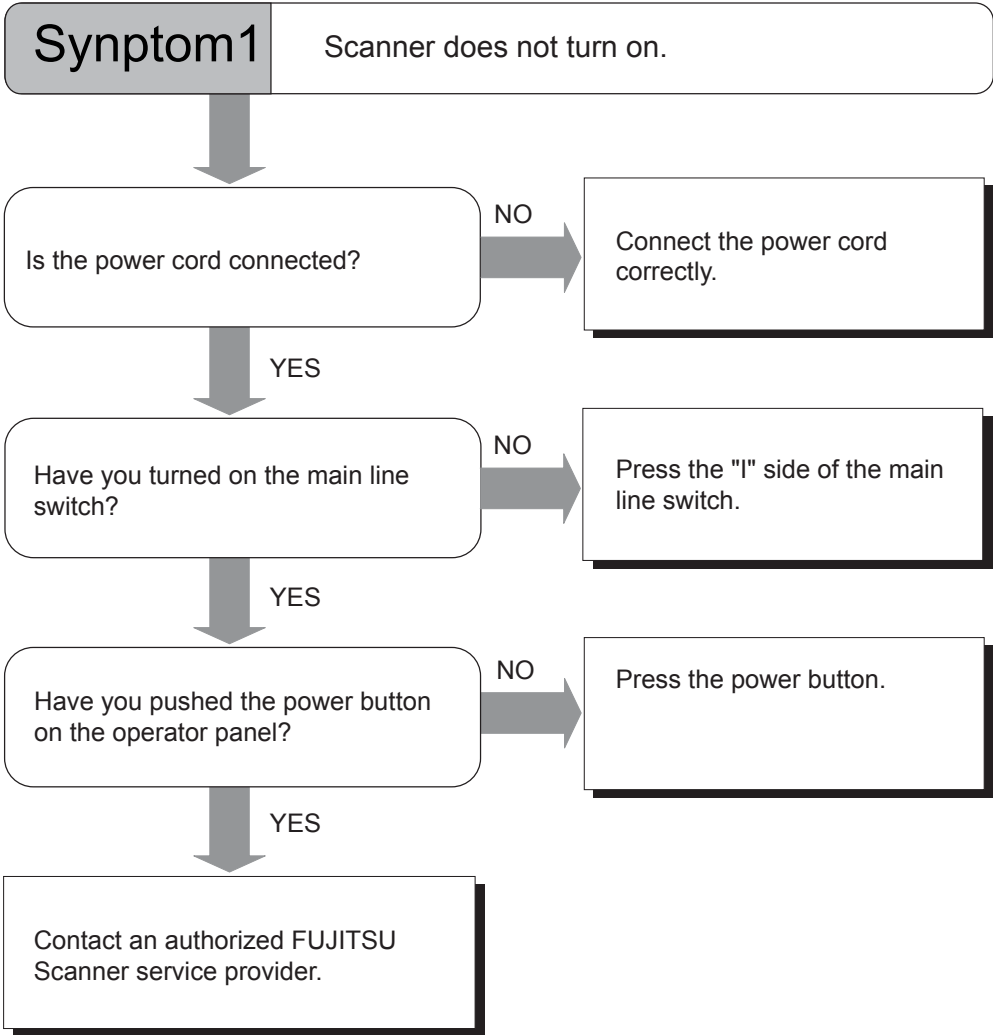 Synptom1
Scanner does not turn on.
Is the power cord connected?
NO
Connect the power cord
correctly.
YES
Have you turned on the main line
switch?
NO
Press the "I" side of the main
line switch.
YES
Have you pushed the power button
on the operator panel?
NO
Press the power button.
YES
Contact an authorized FUJITSU
Scanner service provider.